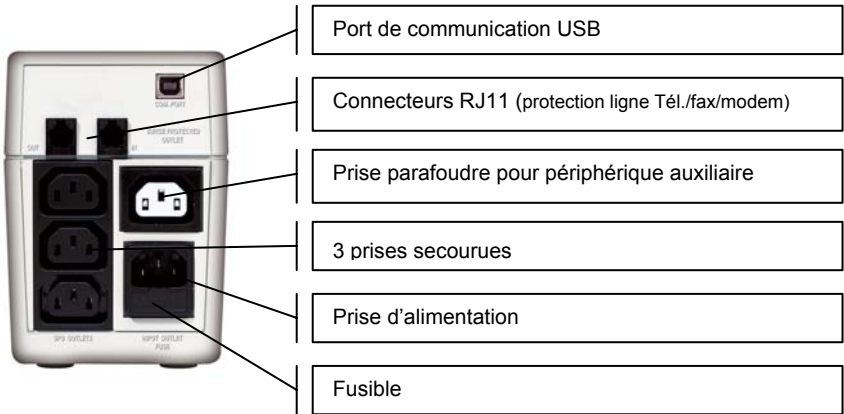 Port de communication USB
COM. PORT
Connecteurs RJ11 (protection ligne Tél./fax/modem)
OUT
IN
SURGE PROTECTED
OUTLET
Prise parafoudre pour périphérique auxiliaire
3 prises secourues
Prise d’alimentation
UPS OUTLETS
INPUT OUTLET
FUSE
Fusible